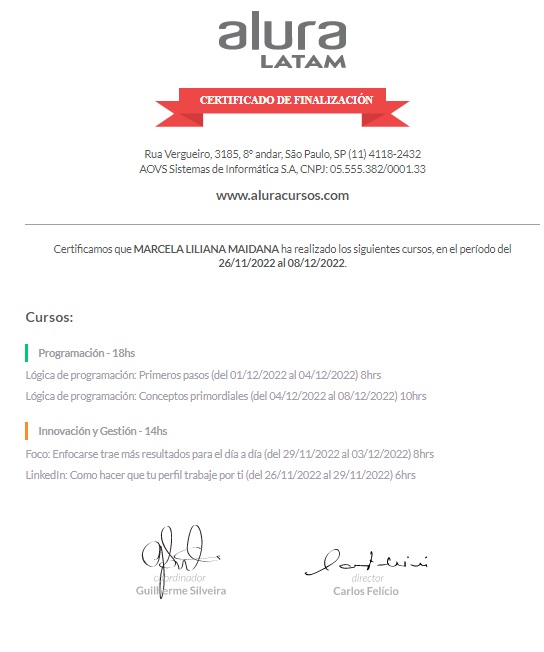 alura
LATAM
CERTIFICADO DE FINALIZACIÓN
Rua Vergueiro, 3185, 8º andar, São Paulo, SP (11) 4118-2432
AOVS Sistemas de Informática S.A, CNPJ: 05.555.382/0001.33
www.aluracursos.com
Certificamos que MARCELA LILIANA MAIDANA ha realizado los siguientes cursos, en el período del
26/11/2022 al 08/12/2022.
Cursos:
Programación - 18hs
Lógica de programación: Primeros pasos (del 01/12/2022 al 04/12/2022) 8hrs
Lógica de programación: Conceptos primordiales (del 04/12/2022 al 08/12/2022) 10hrs
Innovación y Gestión - 14hs
Foco: Enfocarse trae más resultados para el día a día (del 29/11/2022 al 03/12/2022) 8hrs
LinkedIn: Como hacer que tu perfil trabaje por ti (del 26/11/2022 al 29/11/2022) 6hrs
coordinador
Guilherme Silveira
director
Carlos Felício